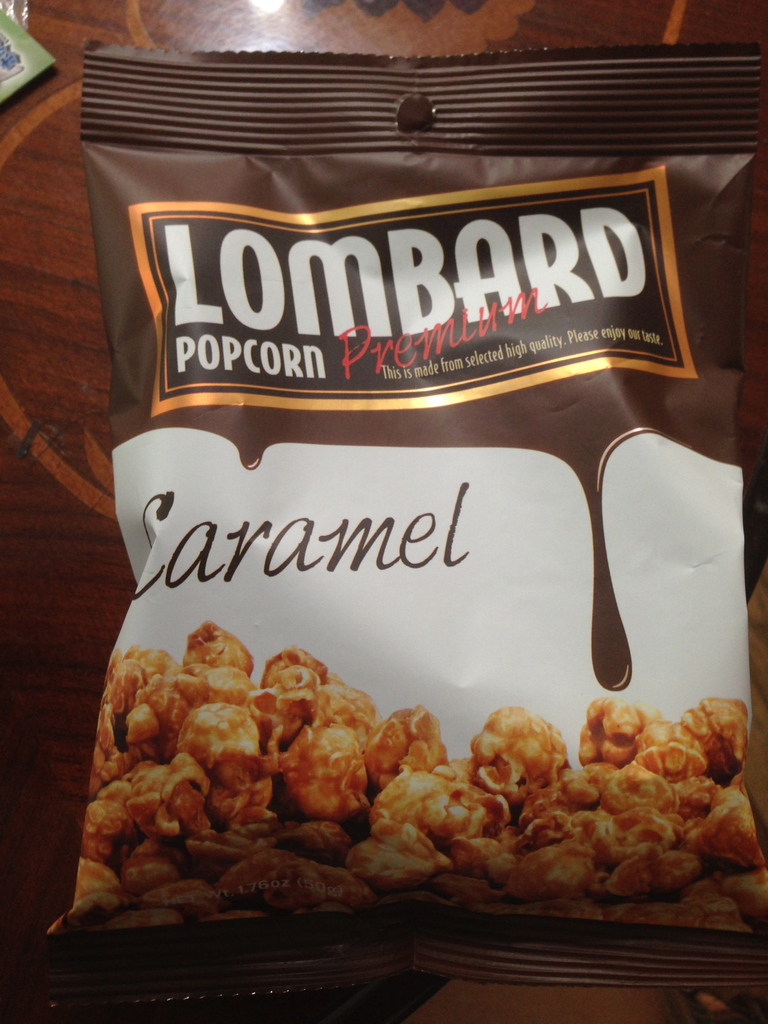 LOMBARD
POPCORN Premium
This is made from selected high quality. Please enjoy our taste.
Caramel
NET Wt. 1.76oz (50g)